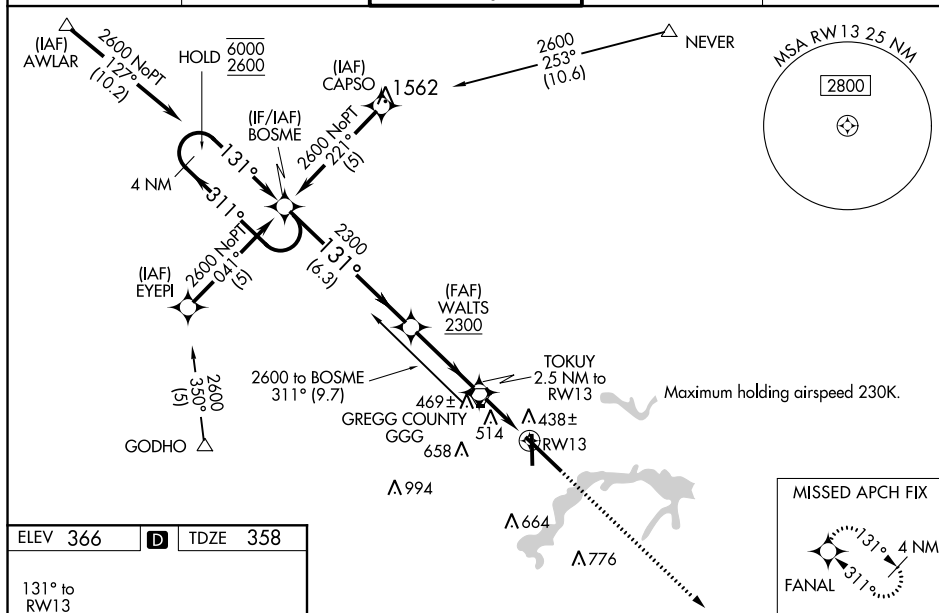 (IAF)
AWLAR
2600 NoPT
127°
(10.2)
HOLD
6000
2600
(IAF)
CAPSO
1562
2600
253°
(10.6)
NEVER
MSA RW13 25 NM
2800
(IF/IAF)
BOSME
2600 NoPT
221°
(5)
4 NM
131°
311°
2600 NoPT
041°
(5)
(IAF)
EYEPI
2300
131°
(6.3)
(FAF)
WALTS
2300
2600
350°
(5)
GODHO
2600 to BOSME
311° (9.7)
TOKUY
2.5 NM to
RW13
Maximum holding airspeed 230K.
469±
GREGG COUNTY
GGG
514
438±
RW13
658
994
664
776
MISSED APCH FIX
131°
4 NM
311°
FANAL
ELEV 366 D TDZE 358
131° to
RW13